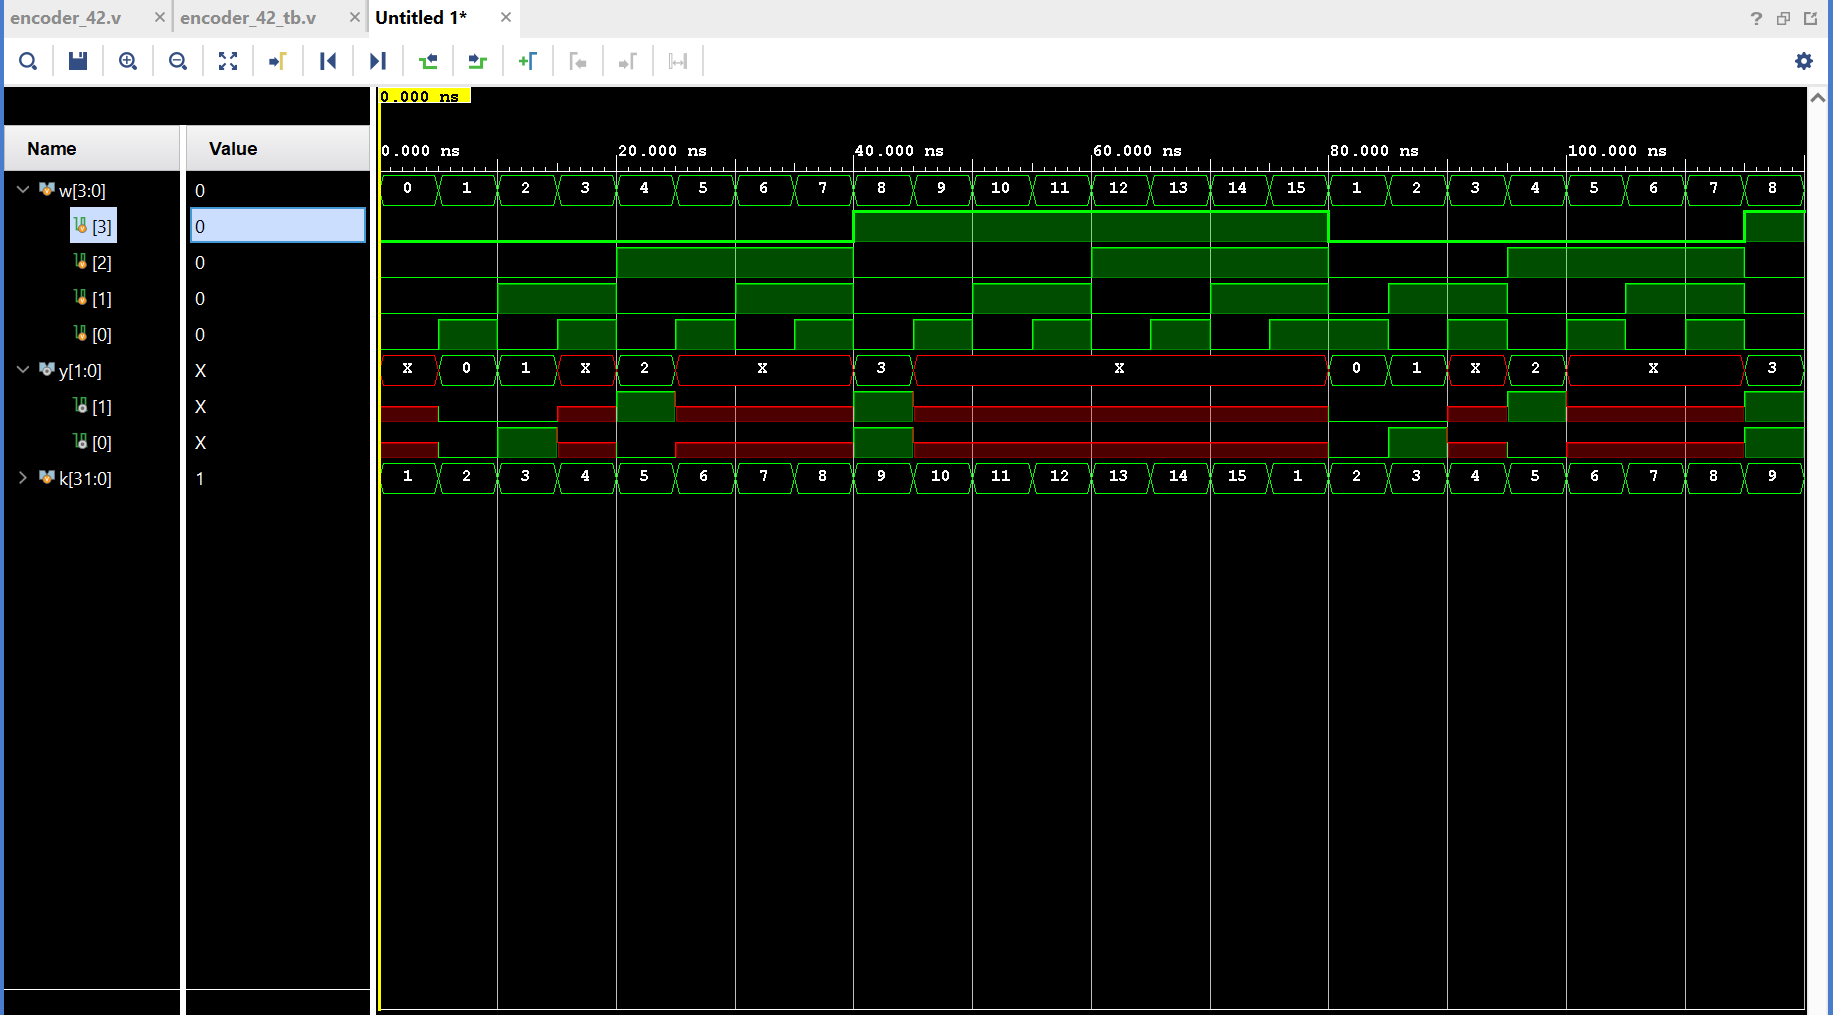 encoder_42.v × encoder_42_tb.v × Untitled 1* ×
?
0.000 ns
Name Value
0.000 ns 20.000 ns 40.000 ns 60.000 ns 80.000 ns 100.000 ns
w[3:0] 0 0 1 2 3 4 5 6 7 8 9 10 11 12 13 14 15 1 2 3 4 5 6 7 8
[3] 0
[2] 0
[1] 0
[0] 0
y[1:0] X X 0 1 X 2 X 3 X 0 1 X 2 X 3
[1] X
[0] X
k[31:0] 1 1 2 3 4 5 6 7 8 9 10 11 12 13 14 15 1 2 3 4 5 6 7 8 9